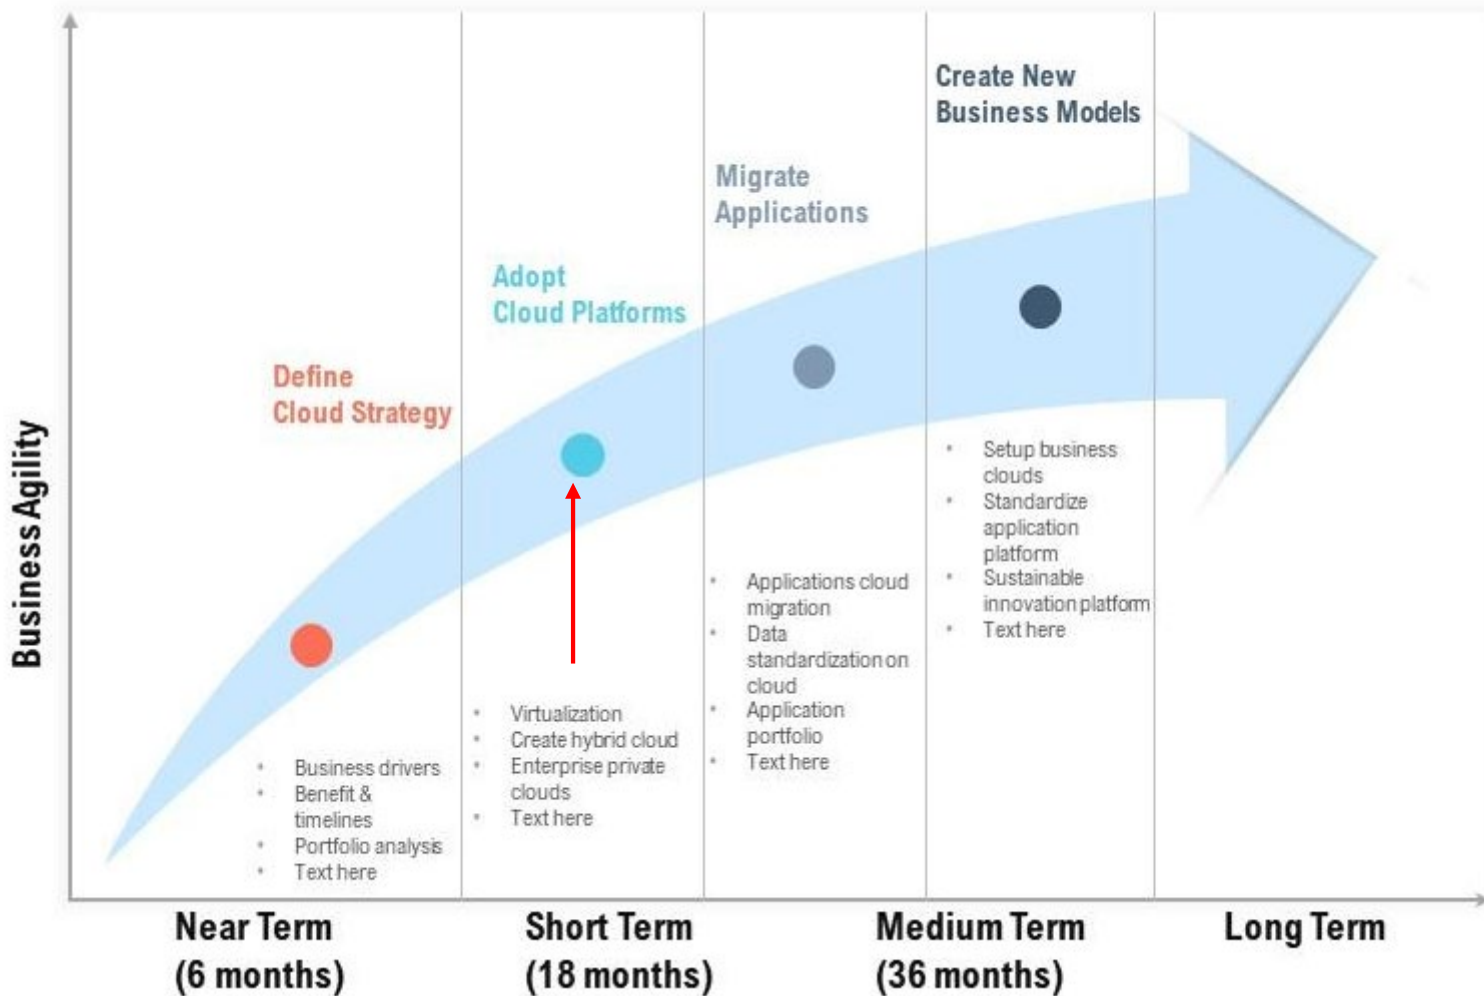 Create New
Business Models
Migrate
Applications
Adopt
Cloud Platforms
Define
Cloud Strategy
Business Agility
• Setup business
clouds
• Standardize
application
platform
• Sustainable
innovation platform
• Text here
• Applications cloud
migration
• Data
standardization on
cloud
• Application
portfolio
• Text here
• Virtualization
• Create hybrid cloud
• Enterprise private
clouds
• Text here
• Business drivers
• Benefit &
timelines
• Portfolio analysis
• Text here
Near Term
(6 months)
Short Term
(18 months)
Medium Term
(36 months)
Long Term